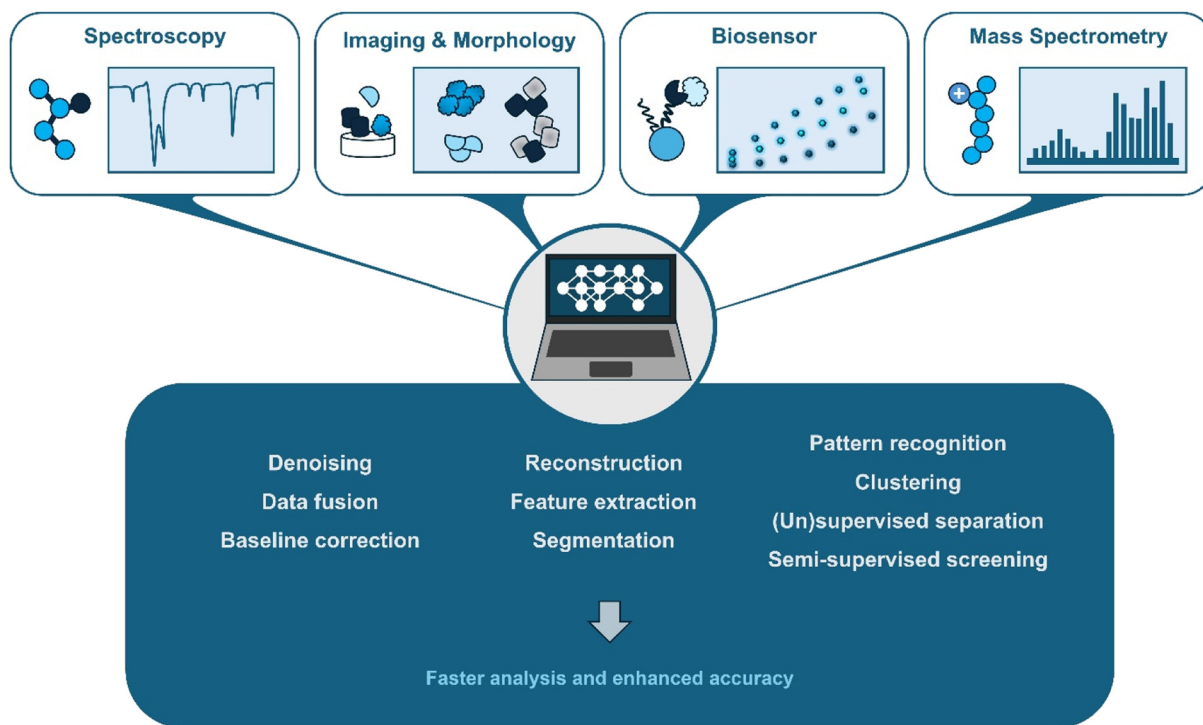 Spectroscopy
Imaging & Morphology
Biosensor
Mass Spectrometry
+
Denoising
Data fusion
Baseline correction
Reconstruction
Feature extraction
Segmentation
Pattern recognition
Clustering
(Un)supervised separation
Semi-supervised screening
Faster analysis and enhanced accuracy